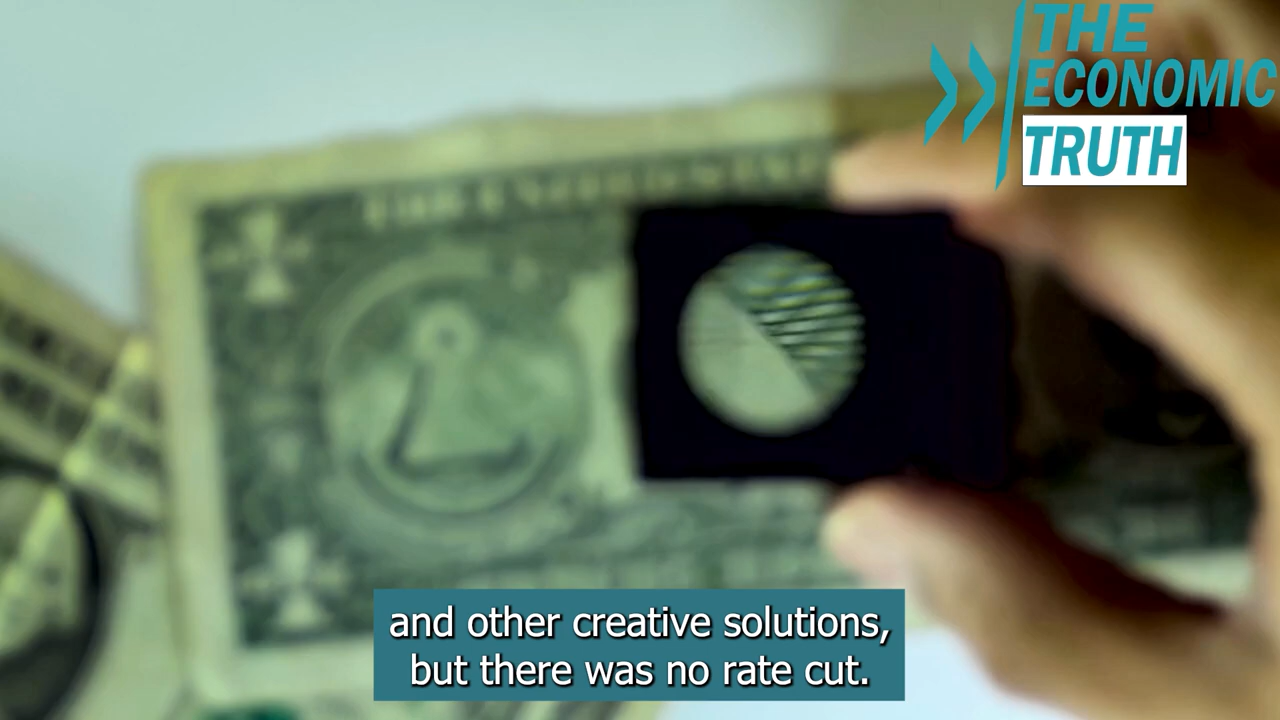 THE
ECONOMIC
TRUTH
and other creative solutions,
but there was no rate cut.